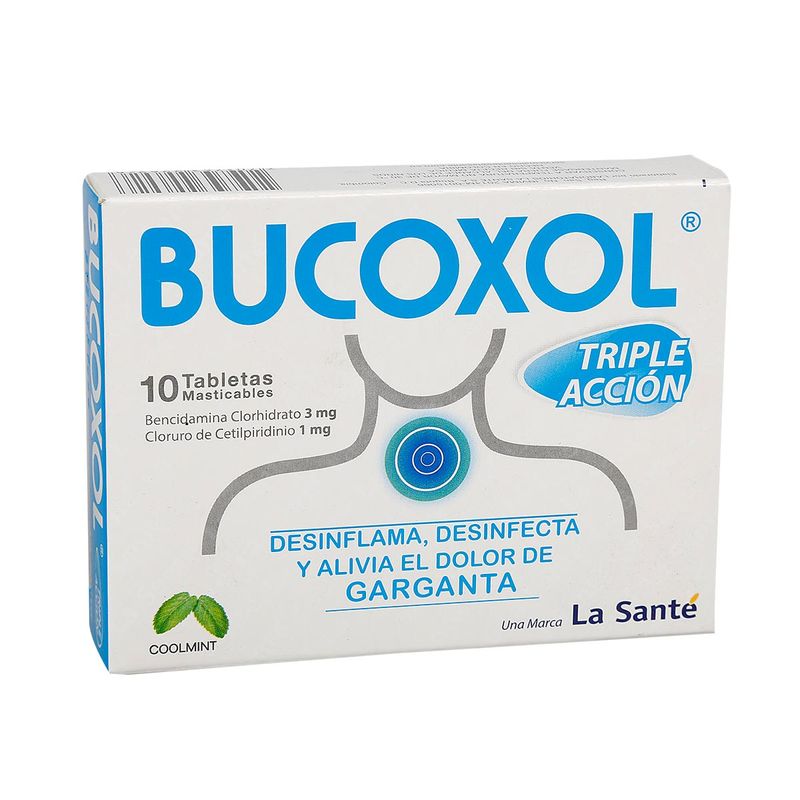 BUCOXOL®
TRIPLE
ACCIÓN
10 Tabletas
Masticables
Bencidamina Clorhidrato 3 mg
Cloruro de Cetilpiridinio 1 mg
DESINFLAMA, DESINFECTA
Y ALIVIA EL DOLOR DE
GARGANTA
COOLMINT
Una Marca La Santé
BUCOXOL®